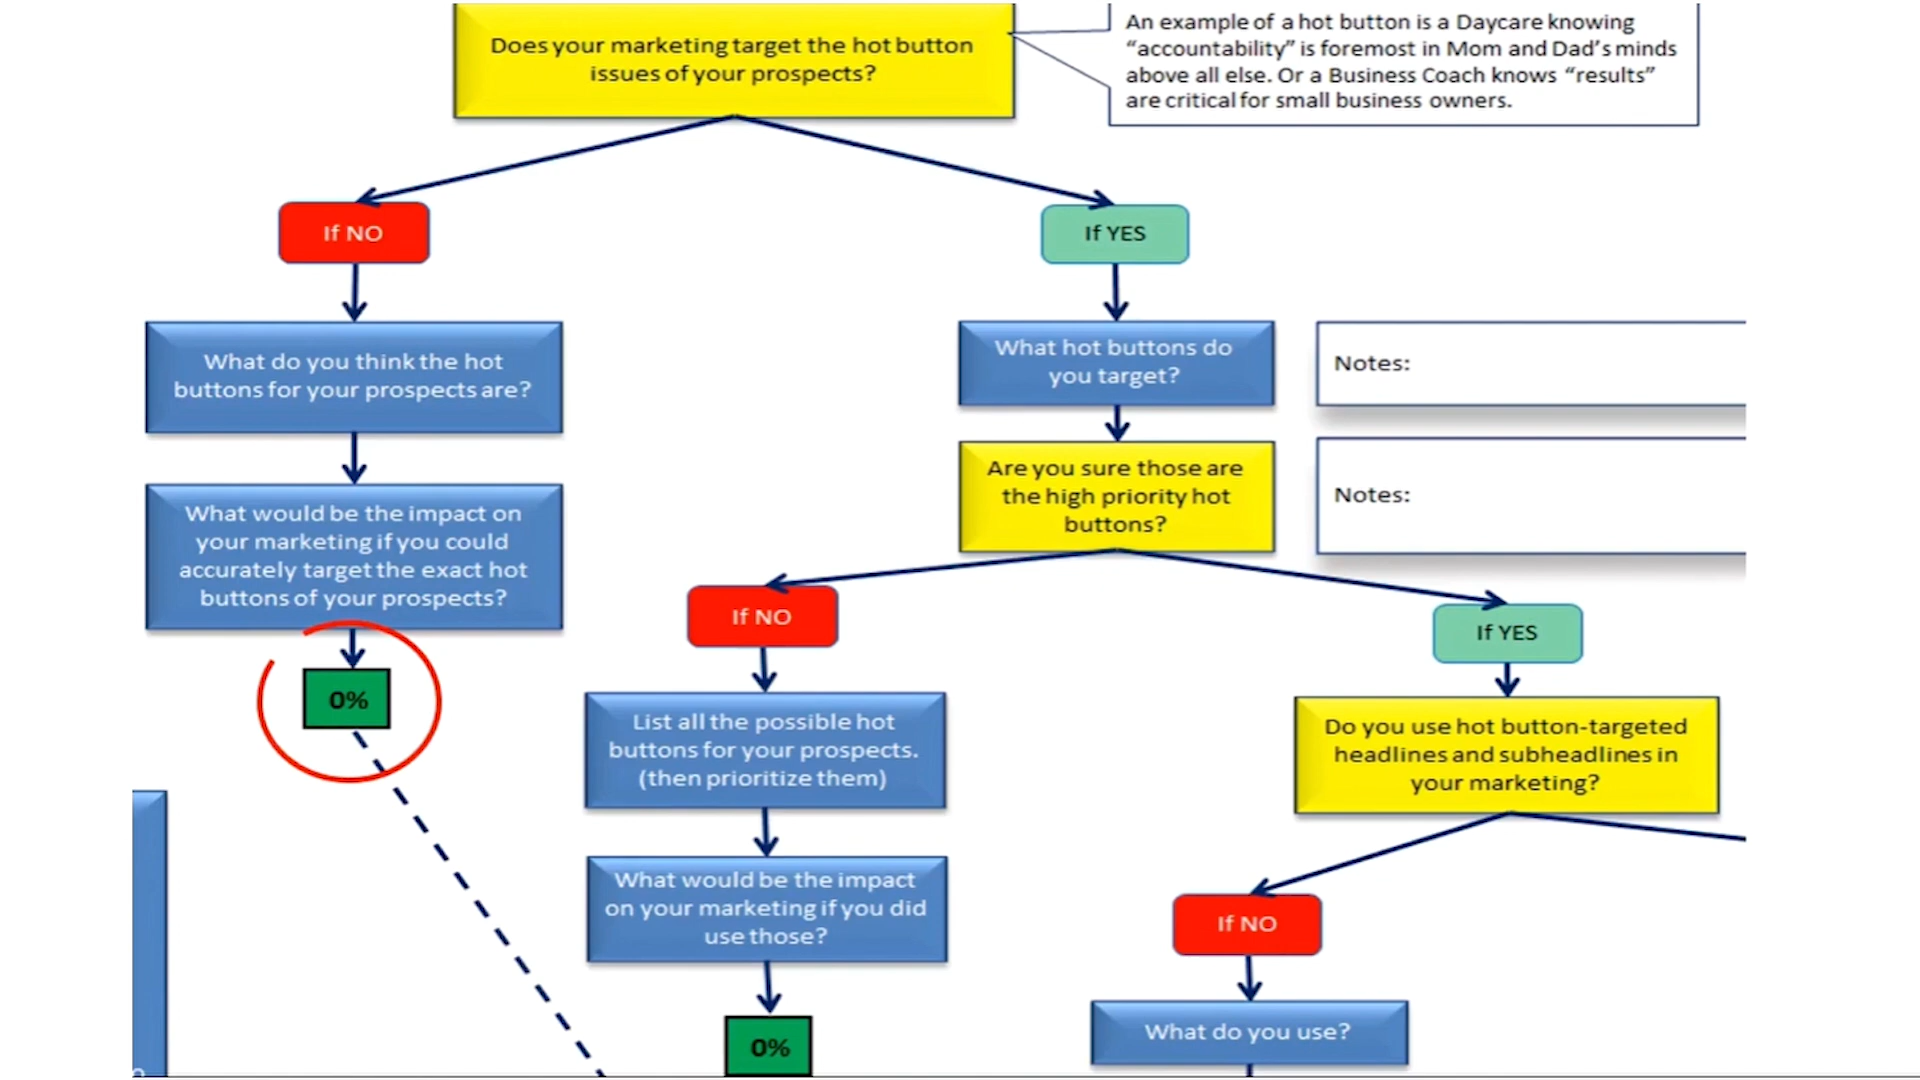 Does your marketing target the hot button
issues of your prospects?
An example of a hot button is a Daycare knowing
“accountability” is foremost in Mom and Dad’s minds
above all else. Or a Business Coach knows “results”
are critical for small business owners.
If NO
If YES
What do you think the hot
buttons for your prospects are?
What hot buttons do
you target?
Notes:
Are you sure those are
the high priority hot
buttons?
Notes:
What would be the impact on
your marketing if you could
accurately target the exact hot
buttons of your prospects?
0%
If NO
If YES
List all the possible hot
buttons for your prospects.
(then prioritize them)
Do you use hot button-targeted
headlines and subheadlines in
your marketing?
What would be the impact
on your marketing if you did
use those?
0%
If NO
What do you use?